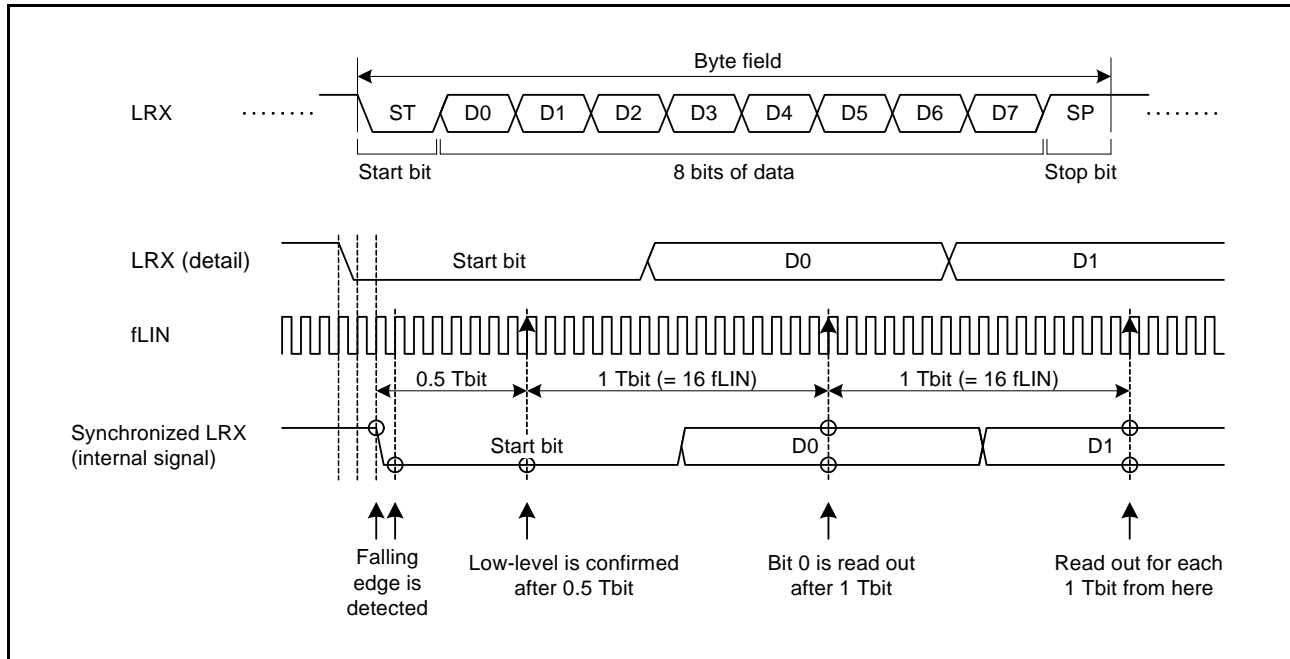 Byte field
LRX ........ ST D0 D1 D2 D3 D4 D5 D6 D7 SP ........
Start bit 8 bits of data Stop bit
LRX (detail) Start bit D0 D1
fLIN
0.5 Tbit 1 Tbit (= 16 fLIN) 1 Tbit (= 16 fLIN)
Synchronized LRX
(internal signal)
Start bit D0 D1
Falling
edge is
detected
Low-level is confirmed
after 0.5 Tbit
Bit 0 is read out
after 1 Tbit
Read out for each
1 Tbit from here